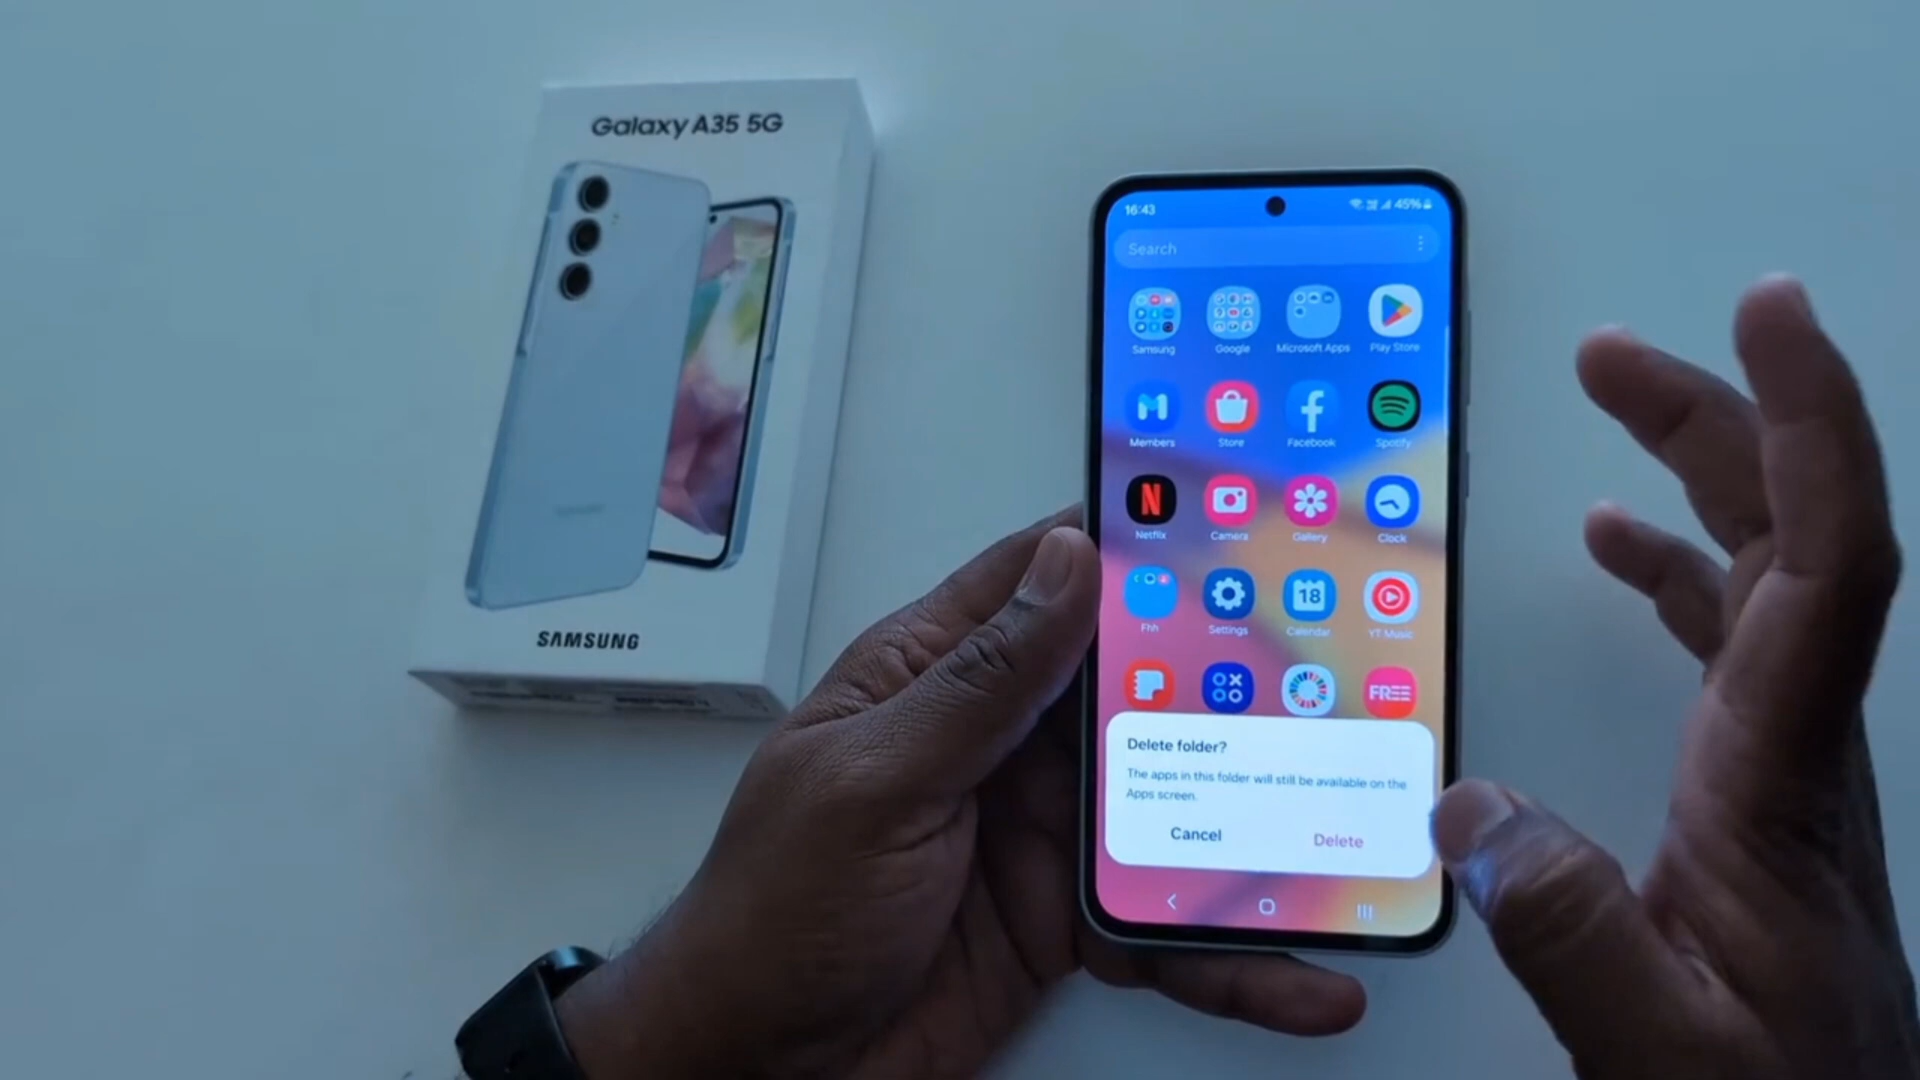 Galaxy A35 5G
SAMSUNG
16:43
45%
Search
Samsung
Google
Microsoft Apps
Play Store
Members
Store
Facebook
Spotify
Netflix
Camera
Gallery
Clock
18
Fhh
Settings
Calendar
YT Music
FREE
Delete folder?
The apps in this folder will still be available on the
Apps screen.
Cancel
Delete